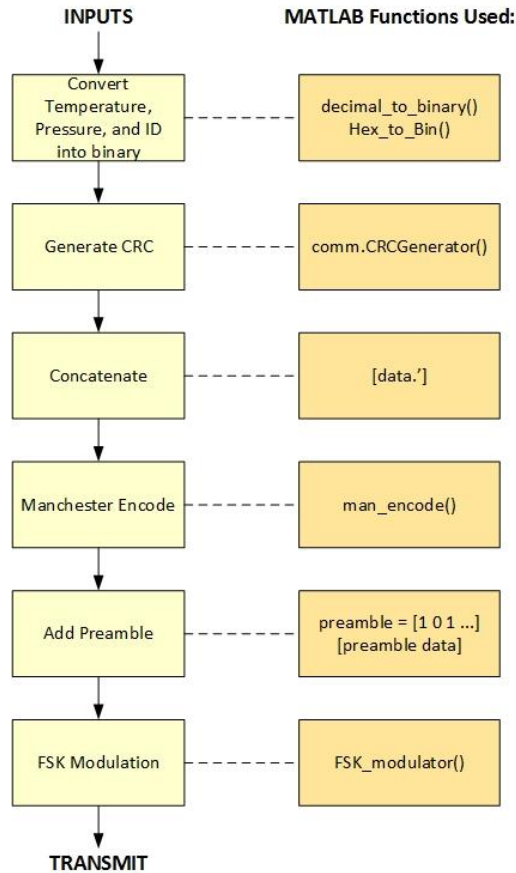 INPUTS
MATLAB Functions Used:
Convert
Temperature,
Pressure, and ID
into binary
decimal_to_binary()
Hex_to_Bin()
Generate CRC
comm.CRCGenerator()
Concatenate
[data.’]
Manchester Encode
man_encode()
Add Preamble
preamble = [1 0 1 ...]
[preamble data]
FSK Modulation
FSK_modulator()
TRANSMIT